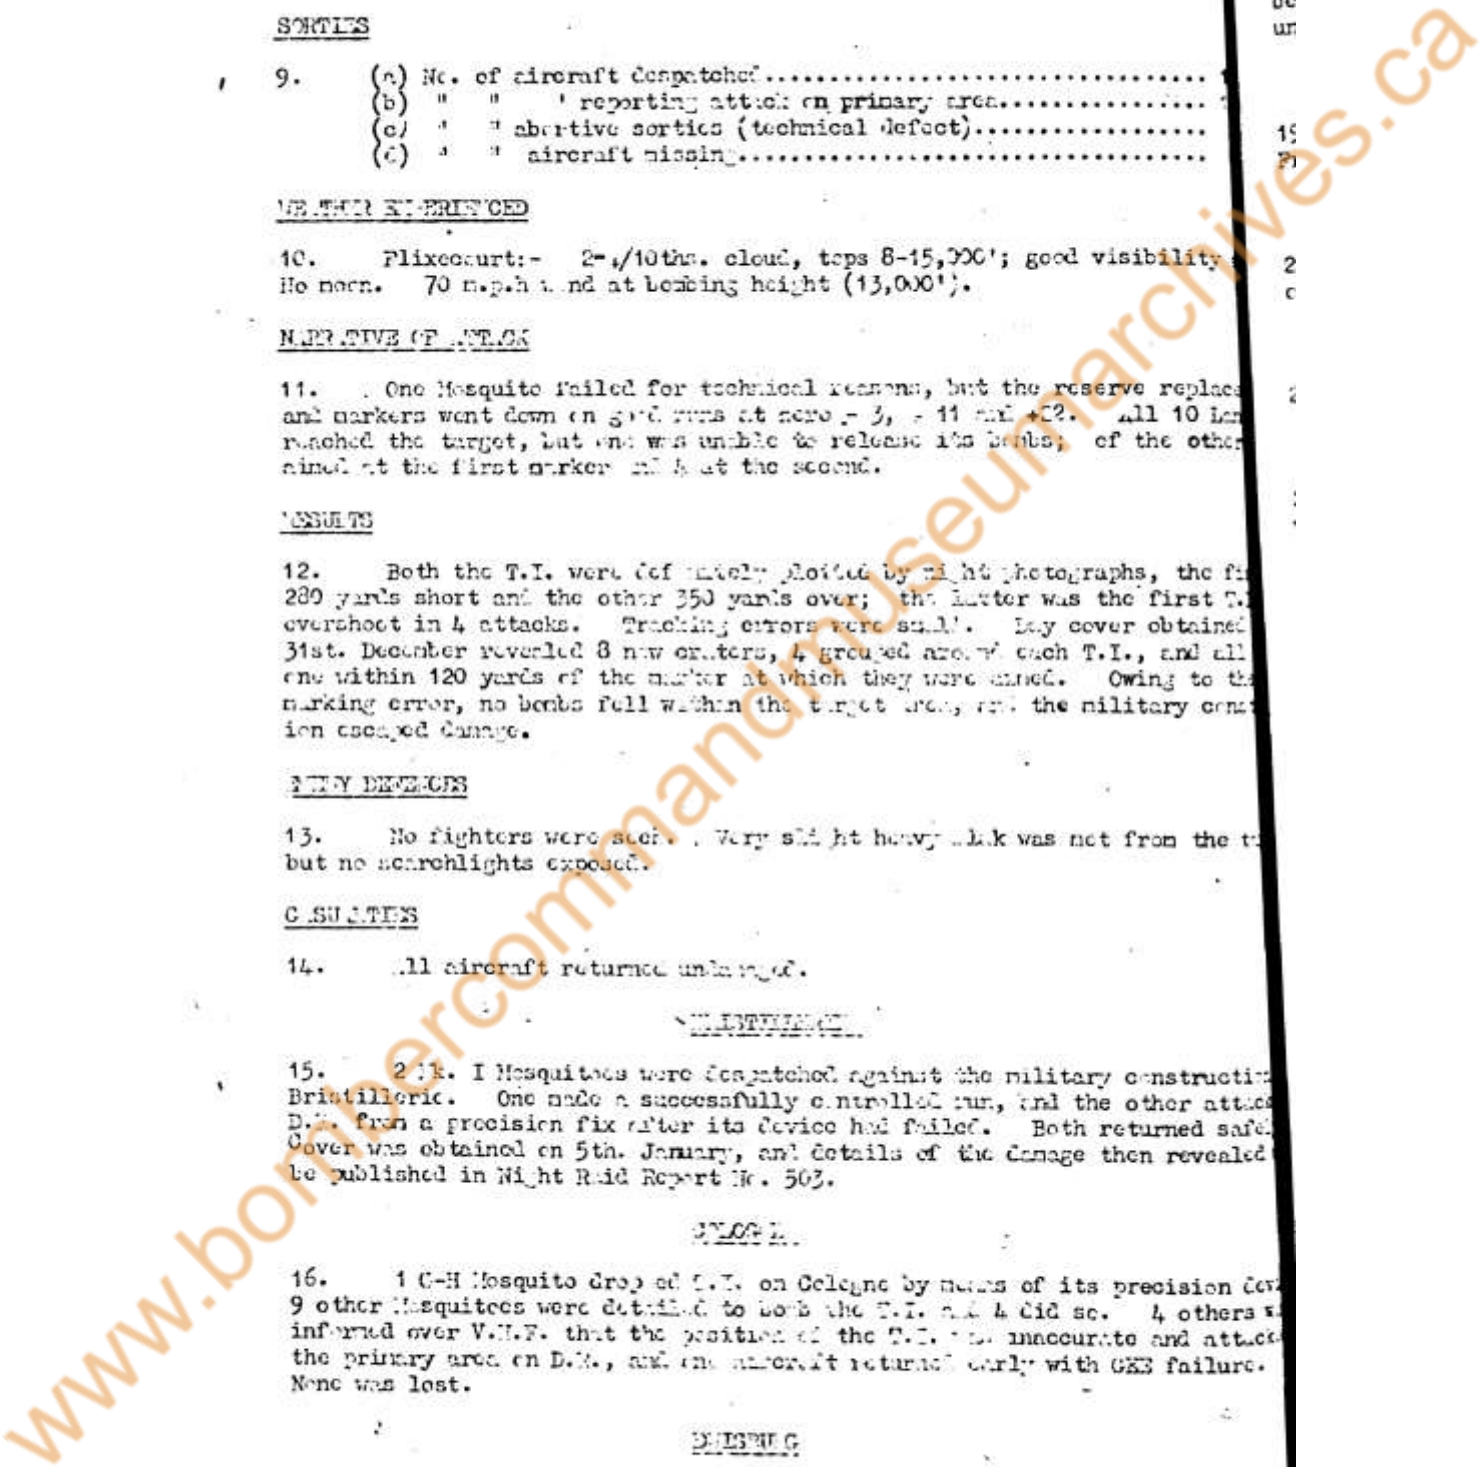 SORTIES
9. (a) No. of aircraft despatched
(b) " " " reporting attack on primary area
(c) " " abortive sorties (technical defect)
(d) " " aircraft missing
WEATHER EXPERIENCED
10. Flixecourt:- 2-4/10ths. cloud, tops 8-15,000'; good visibility
No moon. 70 m.p.h wind at bombing height (13,000').
NARRATIVE OF ATTACK
11. One Mosquito failed for technical reasons, but the reserve replace
and markers went down on good runs at zero - 3, - 11 and +22. All 10 Lan
reached the target, but one was unable to release its bombs; of the other
aimed at the first marker and 4 at the second.
RESULTS
12. Both the T.I. were definitely plotted by night photographs, the fi
280 yards short and the other 350 yards over; the latter was the first T.I
overshoot in 4 attacks. Tracking errors were small. Day cover obtained
31st. December revealed 8 new craters, 4 grouped around each T.I., and all
one within 120 yards of the marker at which they were aimed. Owing to the
marking error, no bombs fell within the target area, and the military const
ion escaped damage.
ENEMY DEFENCES
13. No fighters were seen. Very slight heavy flak was met from the t
but no searchlights exposed.
CASUALTIES
14. All aircraft returned undamaged.
15. 2 Mk. I Mosquitoes were despatched against the military constructi
Bristillerie. One made a successfully controlled run, and the other attac
D.R. from a precision fix after its device had failed. Both returned safe
Cover was obtained on 5th. January, and details of the damage then revealed
be published in Night Raid Report No. 503.
COLOGNE
16. 1 C-H Mosquito dropped T.I. on Cologne by means of its precision dev
9 other Mosquitoes were detailed to bomb the T.I. and 4 did so. 4 others
informed over V.H.F. that the position of the T.I. was inaccurate and attac
the primary area on D.R., and one aircraft returned early with GEE failure.
None was lost.
DUISBURG
www.bombercommandmuseumarchives.ca